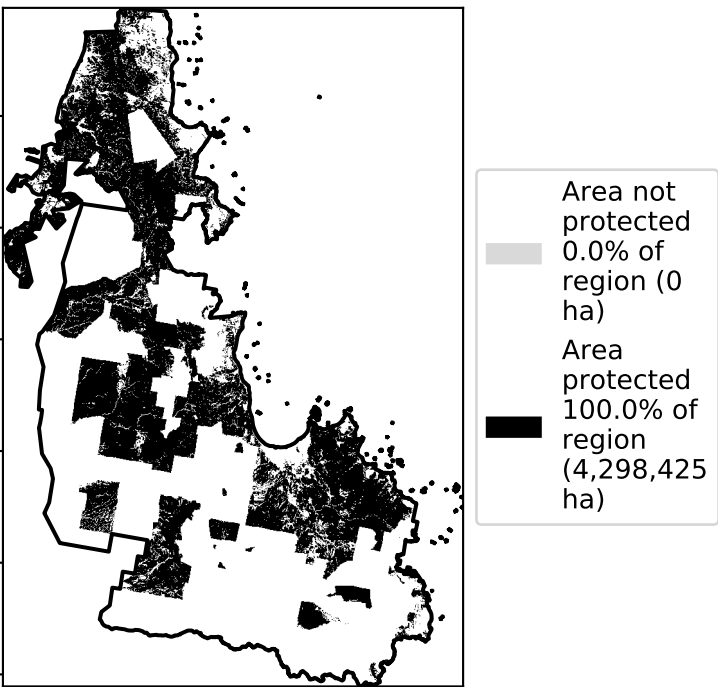 Area not
protected
0.0% of
region (0
ha)
Area
protected
100.0% of
region
(4,298,425
ha)